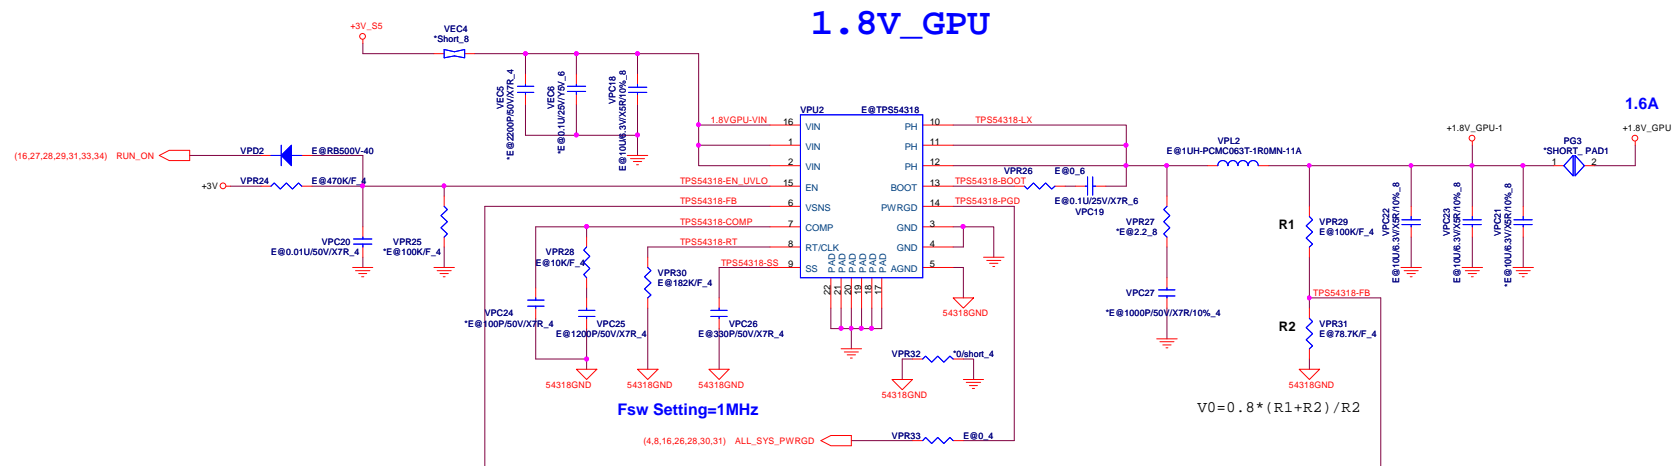 1.8V_GPU
+3V_S5
VEC4
*Short_8
VEC5
*E@2200P/50V/X7R_4
VEC6
*E@0.1U/25V/Y5V_6
VPC18
E@10U/6.3V/X5R/10%_8
VPU2
E@TPS54318
1.8VGPU-VIN
16
VIN
1
VIN
2
VIN
15
EN
6
VSNS
7
COMP
8
RT/CLK
9
SS
PH
10
PH
11
PH
12
BOOT
13
PWRGD
14
GND
3
GND
4
AGND
5
PAD
PAD
PAD
PAD
PAD
PAD
22
21
20
19
18
17
(16,27,28,29,31,33,34) RUN_ON
VPD2
E@RB500V-40
+3V
VPR24
E@470K/F_4
TPS54318-EN_UVLO
TPS54318-FB
TPS54318-COMP
TPS54318-RT
TPS54318-SS
VPC20
E@0.01U/50V/X7R_4
VPR25
*E@100K/F_4
VPR28
E@10K/F_4
VPR30
E@182K/F_4
VPC24
*E@100P/50V/X7R_4
VPC25
E@1200P/50V/X7R_4
VPC26
E@330P/50V/X7R_4
54318GND
54318GND
54318GND
Fsw Setting=1MHz
TPS54318-LX
TPS54318-BOOT
TPS54318-PGD
VPR26
E@0_6
E@0.1U/25V/X7R_6
VPC19
VPR27
*E@2.2_8
VPC27
*E@1000P/50V/X7R/10%_4
54318GND
VPR32
*0/short_4
54318GND
(4,8,16,26,28,30,31) ALL_SYS_PWRGD
VPR33
E@0_4
VPL2
E@1UH-PCMC063T-1R0MN-11A
R1
VPR29
E@100K/F_4
TPS54318-FB
R2
VPR31
E@78.7K/F_4
54318GND
V0=0.8*(R1+R2)/R2
VPC22
E@10U/6.3V/X5R/10%_8
VPC23
E@10U/6.3V/X5R/10%_8
VPC21
*E@10U/6.3V/X5R/10%_8
+1.8V_GPU-1
PG3
*SHORT_ PAD1
1
2
1.6A
+1.8V_GPU